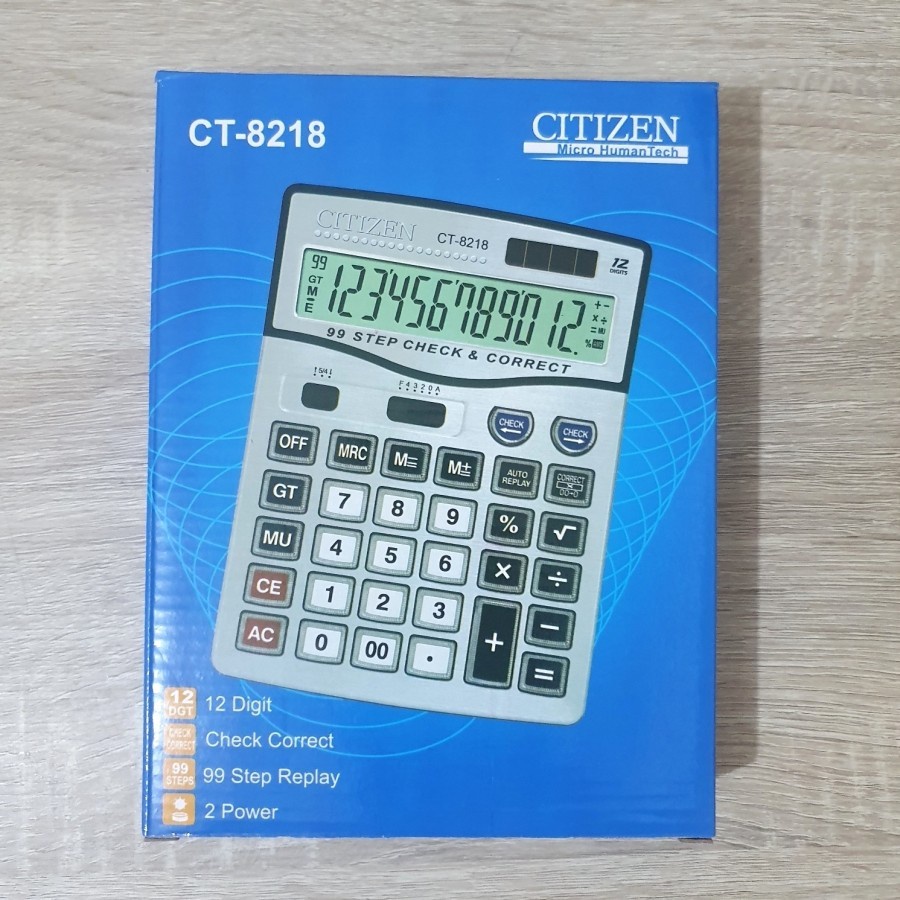 CT-8218
CITIZEN
Micro HumanTech
CITIZEN
CT-8218
12
DIGITS
99
GT
M
E
123456789012.
+ -
× ÷
= MU
%
99 STEP CHECK & CORRECT
↑ 5/4 ↓
F 4 3 2 0 A
CHECK
←
CHECK
→
OFF
MRC
M=
M±
AUTO
REPLAY
CORRECT
00→0
GT
7
8
9
%
√
MU
4
5
6
×
÷
CE
1
2
3
+
−
AC
0
00
.
=
12
DGT
12 Digit
CHECK
CORRECT
Check Correct
99
STEPS
99 Step Replay
2 Power